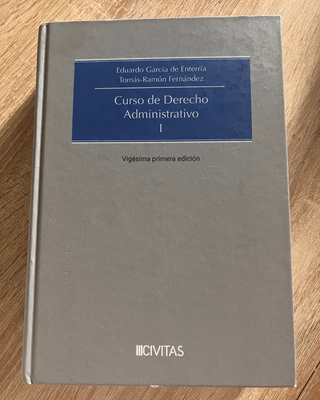 Eduardo García de Enterría
Tomás-Ramón Fernández
Curso de Derecho
Administrativo
I
Vigésima primera edición
CIVITAS